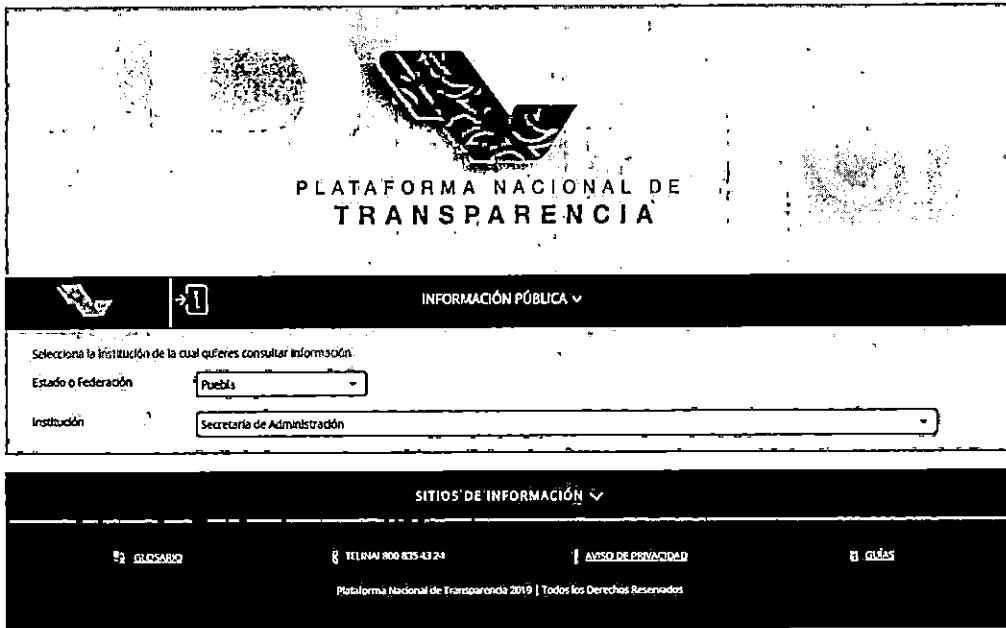 PLATAFORMA NACIONAL DE
TRANSPARENCIA
INFORMACIÓN PÚBLICA
Selecciona la Institución de la cual quieres consultar información
Estado o Federación Puebla
Institución Secretaría de Administración
SITIOS DE INFORMACIÓN
GLOSARIO TELINAI 800 835 43 24 AVISO DE PRIVACIDAD GUÍAS
Plataforma Nacional de Transparencia 2019 | Todos los Derechos Reservados